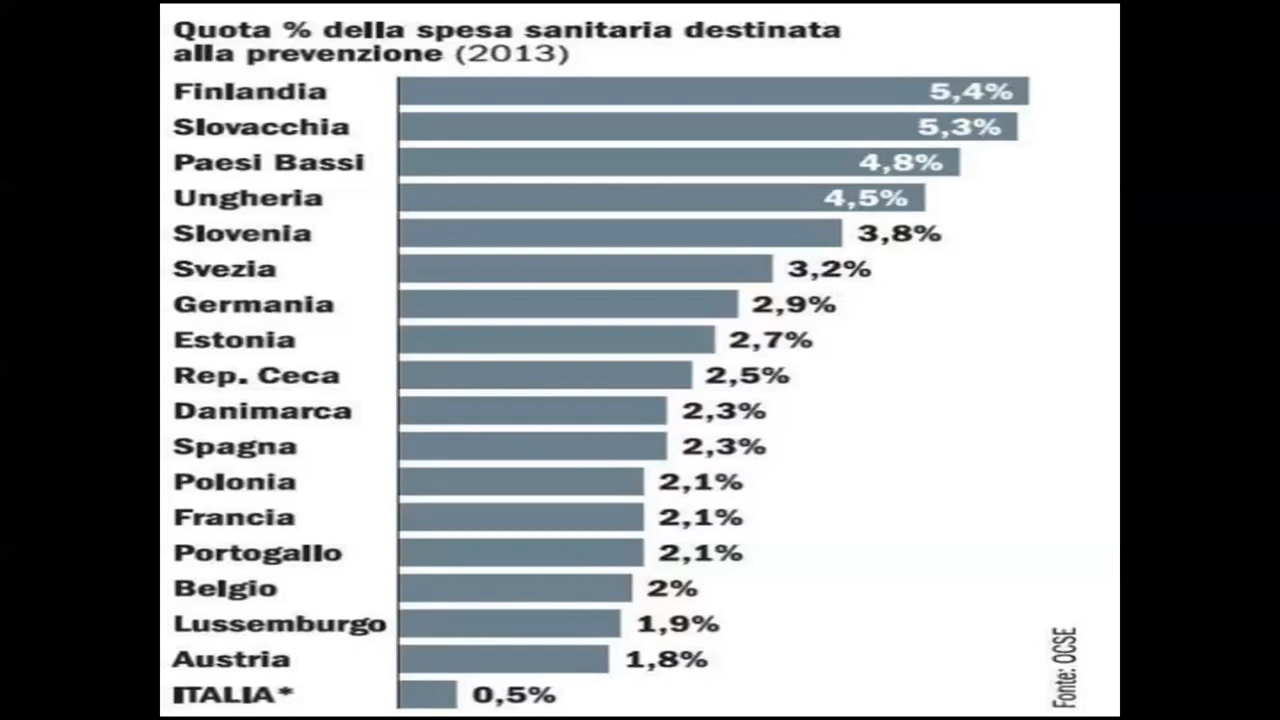 Quota % della spesa sanitaria destinata
alla prevenzione (2013)
Finlandia 5,4%
Slovacchia 5,3%
Paesi Bassi 4,8%
Ungheria 4,5%
Slovenia 3,8%
Svezia 3,2%
Germania 2,9%
Estonia 2,7%
Rep. Ceca 2,5%
Danimarca 2,3%
Spagna 2,3%
Polonia 2,1%
Francia 2,1%
Portogallo 2,1%
Belgio 2%
Lussemburgo 1,9%
Austria 1,8%
ITALIA* 0,5%
Fonte: OCSE